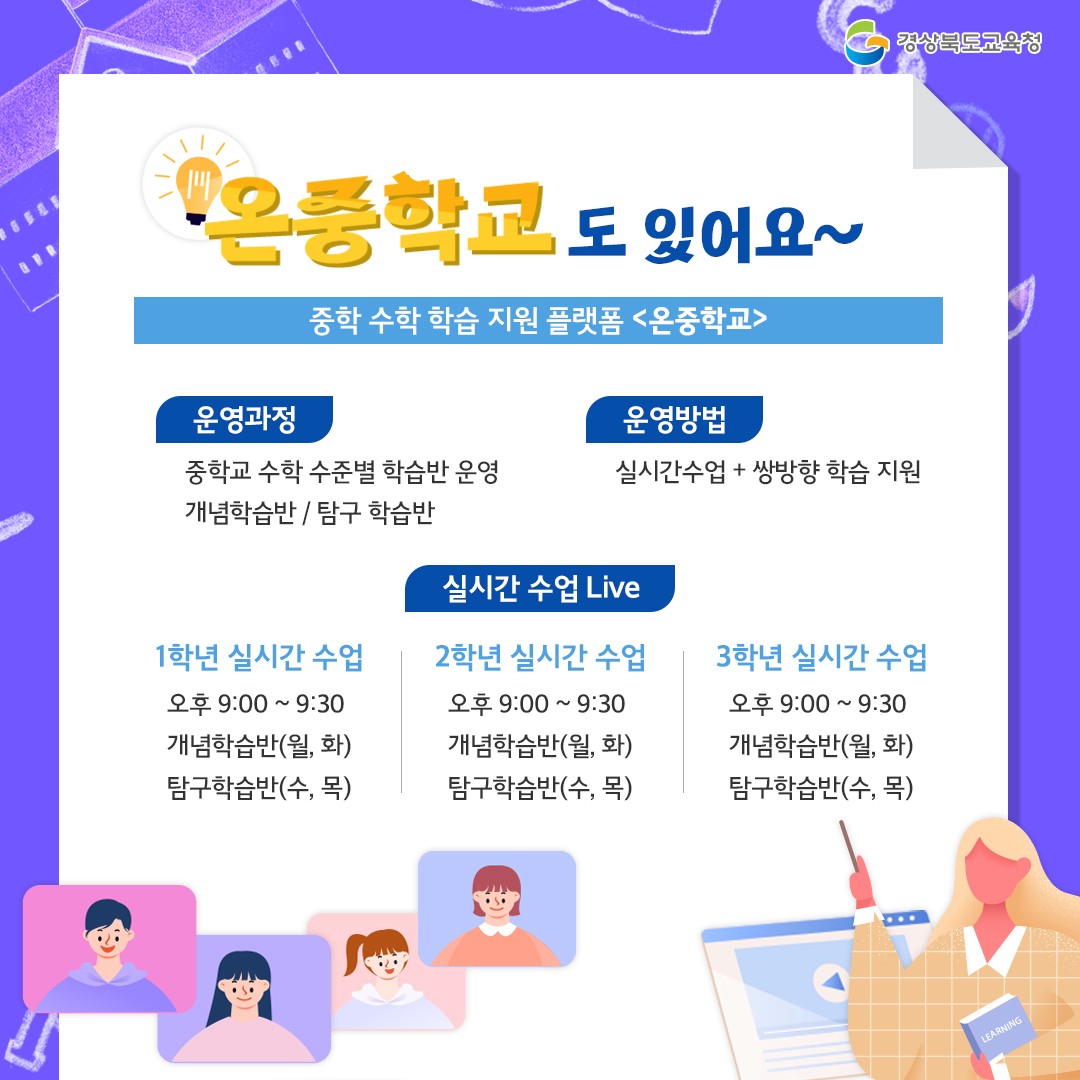 경상북도교육청
온중학교도 있어요~
중학 수학 학습 지원 플랫폼 <온중학교>
운영과정
중학교 수학 수준별 학습반 운영
개념학습반 / 탐구 학습반
운영방법
실시간수업 + 쌍방향 학습 지원
실시간 수업 Live
1학년 실시간 수업
오후 9:00 ~ 9:30
개념학습반(월, 화)
탐구학습반(수, 목)
2학년 실시간 수업
오후 9:00 ~ 9:30
개념학습반(월, 화)
탐구학습반(수, 목)
3학년 실시간 수업
오후 9:00 ~ 9:30
개념학습반(월, 화)
탐구학습반(수, 목)
LEARNING